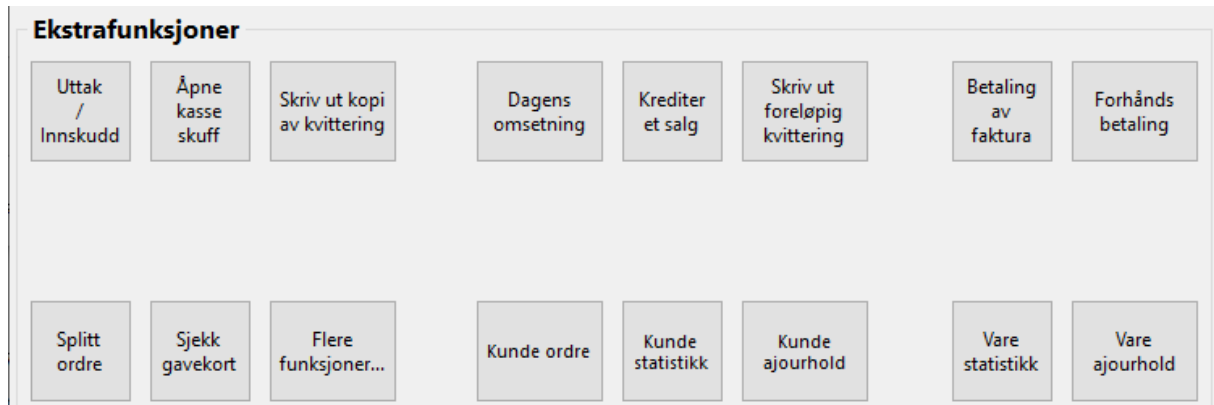 Ekstrafunksjoner
Uttak
/
Innskudd
Åpne
kasse
skuff
Skriv ut kopi
av kvittering
Dagens
omsetning
Krediter
et salg
Skriv ut
foreløpig
kvittering
Betaling
av
faktura
Forhånds
betaling
Splitt
ordre
Sjekk
gavekort
Flere
funksjoner...
Kunde ordre
Kunde
statistikk
Kunde
ajourhold
Vare
statistikk
Vare
ajourhold